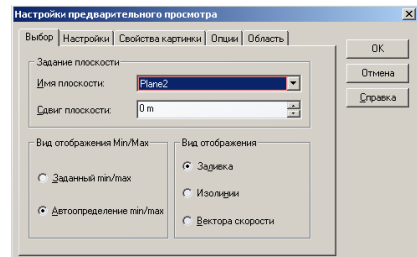 Настройки предварительного просмотра
Выбор Настройки Свойства картинки Опции Область
OK
Отмена
Справка
Задание плоскости
Имя плоскости: Plane2
Сдвиг плоскости: 0 m
Вид отображения Min/Max
Заданный min/max
Автоопределение min/max
Вид отображения
Заливка
Изолинии
Вектора скорости